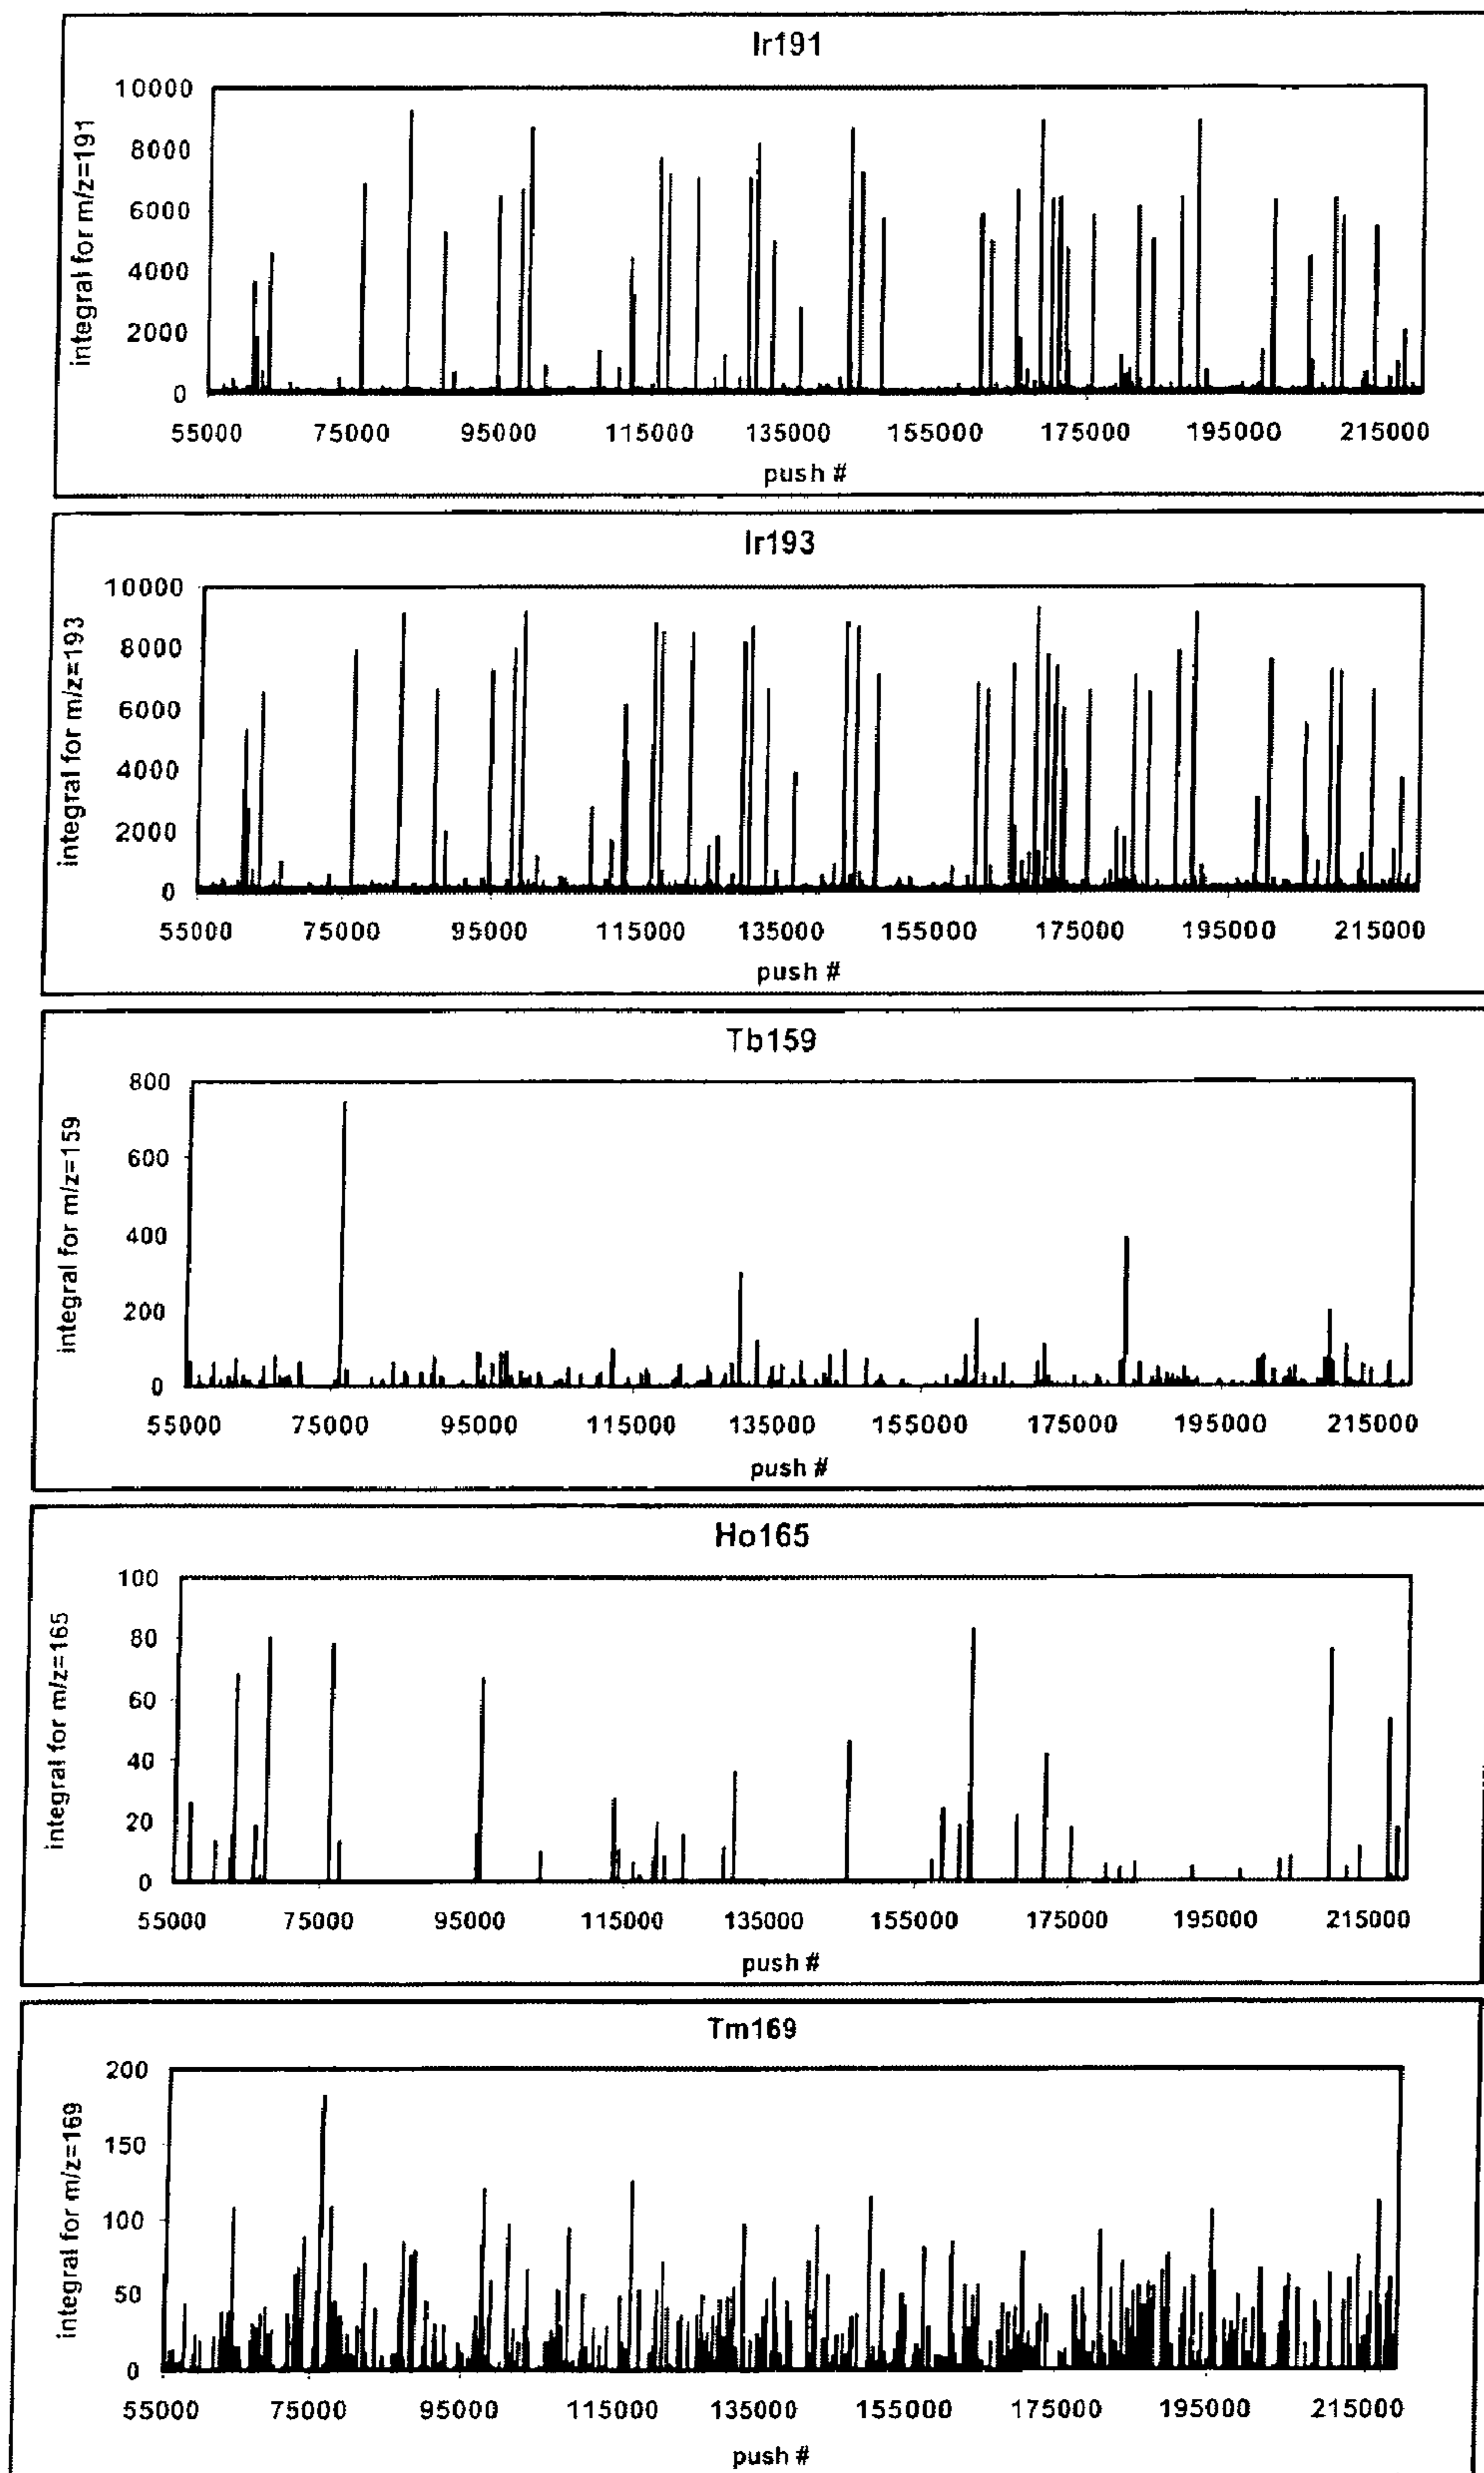 Ir191
integral for m/z=191
10000
8000
6000
4000
2000
0
55000 75000 95000 115000 135000 155000 175000 195000 215000
push #
Ir193
integral for m/z=193
10000
8000
6000
4000
2000
0
55000 75000 95000 115000 135000 155000 175000 195000 215000
push #
Tb159
integral for m/z=159
800
600
400
200
0
55000 75000 95000 115000 135000 155000 175000 195000 215000
push #
Ho165
integral for m/z=165
100
80
60
40
20
0
55000 75000 95000 115000 135000 155000 175000 195000 215000
push #
Tm169
integral for m/z=169
200
150
100
50
0
55000 75000 95000 115000 135000 155000 175000 195000 215000
push #